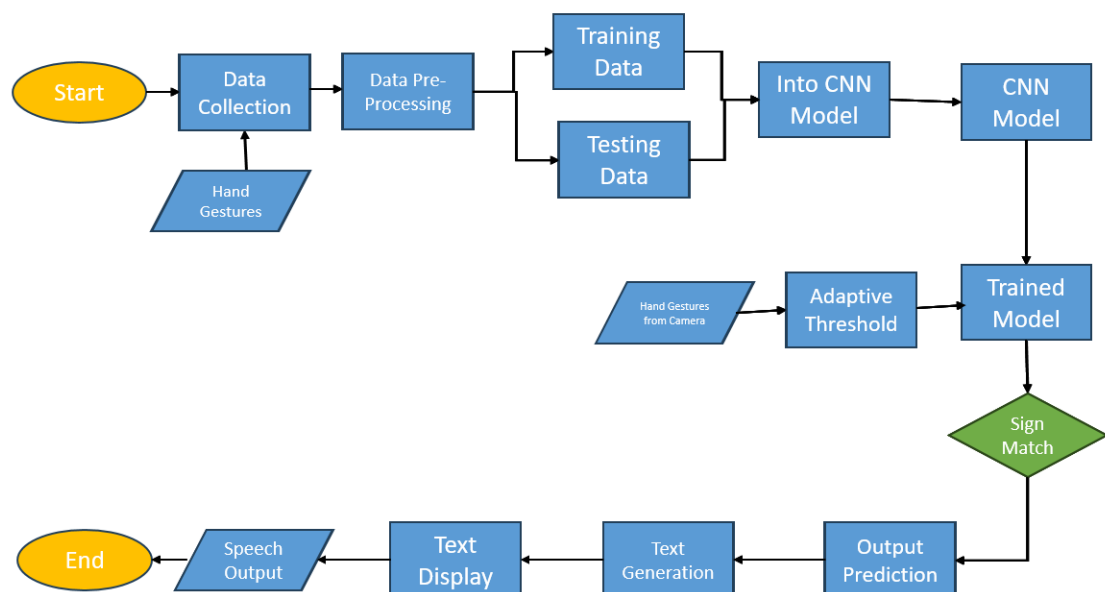 Start
Data
Collection
Data Pre-
Processing
Training
Data
Testing
Data
Into CNN
Model
CNN
Model
Hand
Gestures
Hand Gestures
from Camera
Adaptive
Threshold
Trained
Model
Sign
Match
End
Speech
Output
Text
Display
Text
Generation
Output
Prediction